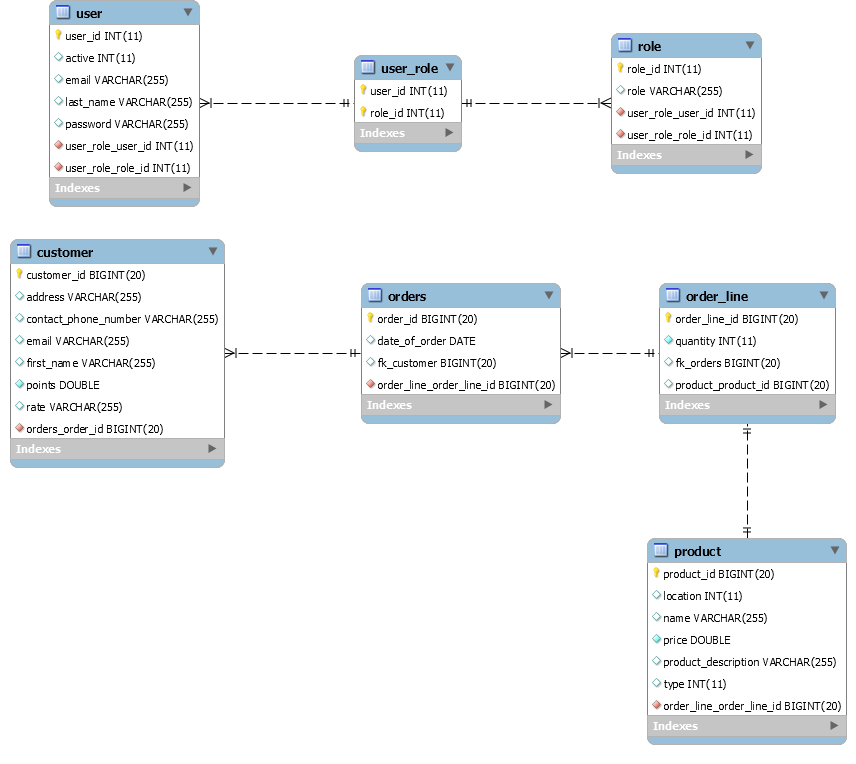 user
user_id INT(11)
active INT(11)
email VARCHAR(255)
last_name VARCHAR(255)
password VARCHAR(255)
user_role_user_id INT(11)
user_role_role_id INT(11)
Indexes
user_role
user_id INT(11)
role_id INT(11)
Indexes
role
role_id INT(11)
role VARCHAR(255)
user_role_user_id INT(11)
user_role_role_id INT(11)
Indexes
customer
customer_id BIGINT(20)
address VARCHAR(255)
contact_phone_number VARCHAR(255)
email VARCHAR(255)
first_name VARCHAR(255)
points DOUBLE
rate VARCHAR(255)
orders_order_id BIGINT(20)
Indexes
orders
order_id BIGINT(20)
date_of_order DATE
fk_customer BIGINT(20)
order_line_order_line_id BIGINT(20)
Indexes
order_line
order_line_id BIGINT(20)
quantity INT(11)
fk_orders BIGINT(20)
product_product_id BIGINT(20)
Indexes
product
product_id BIGINT(20)
location INT(11)
name VARCHAR(255)
price DOUBLE
product_description VARCHAR(255)
type INT(11)
order_line_order_line_id BIGINT(20)
Indexes